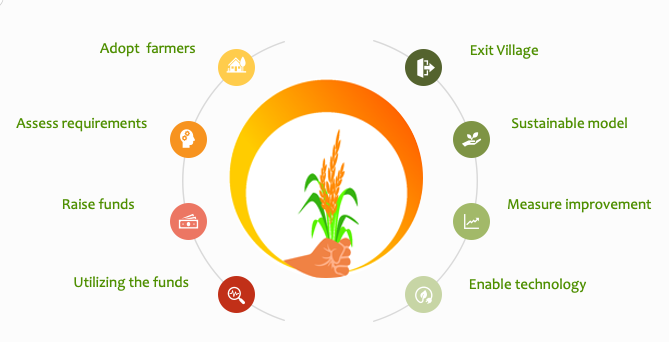 Adopt  farmers
Assess requirements
Raise funds
Utilizing the funds
Enable technology
Measure improvement
Sustainable model
Exit Village